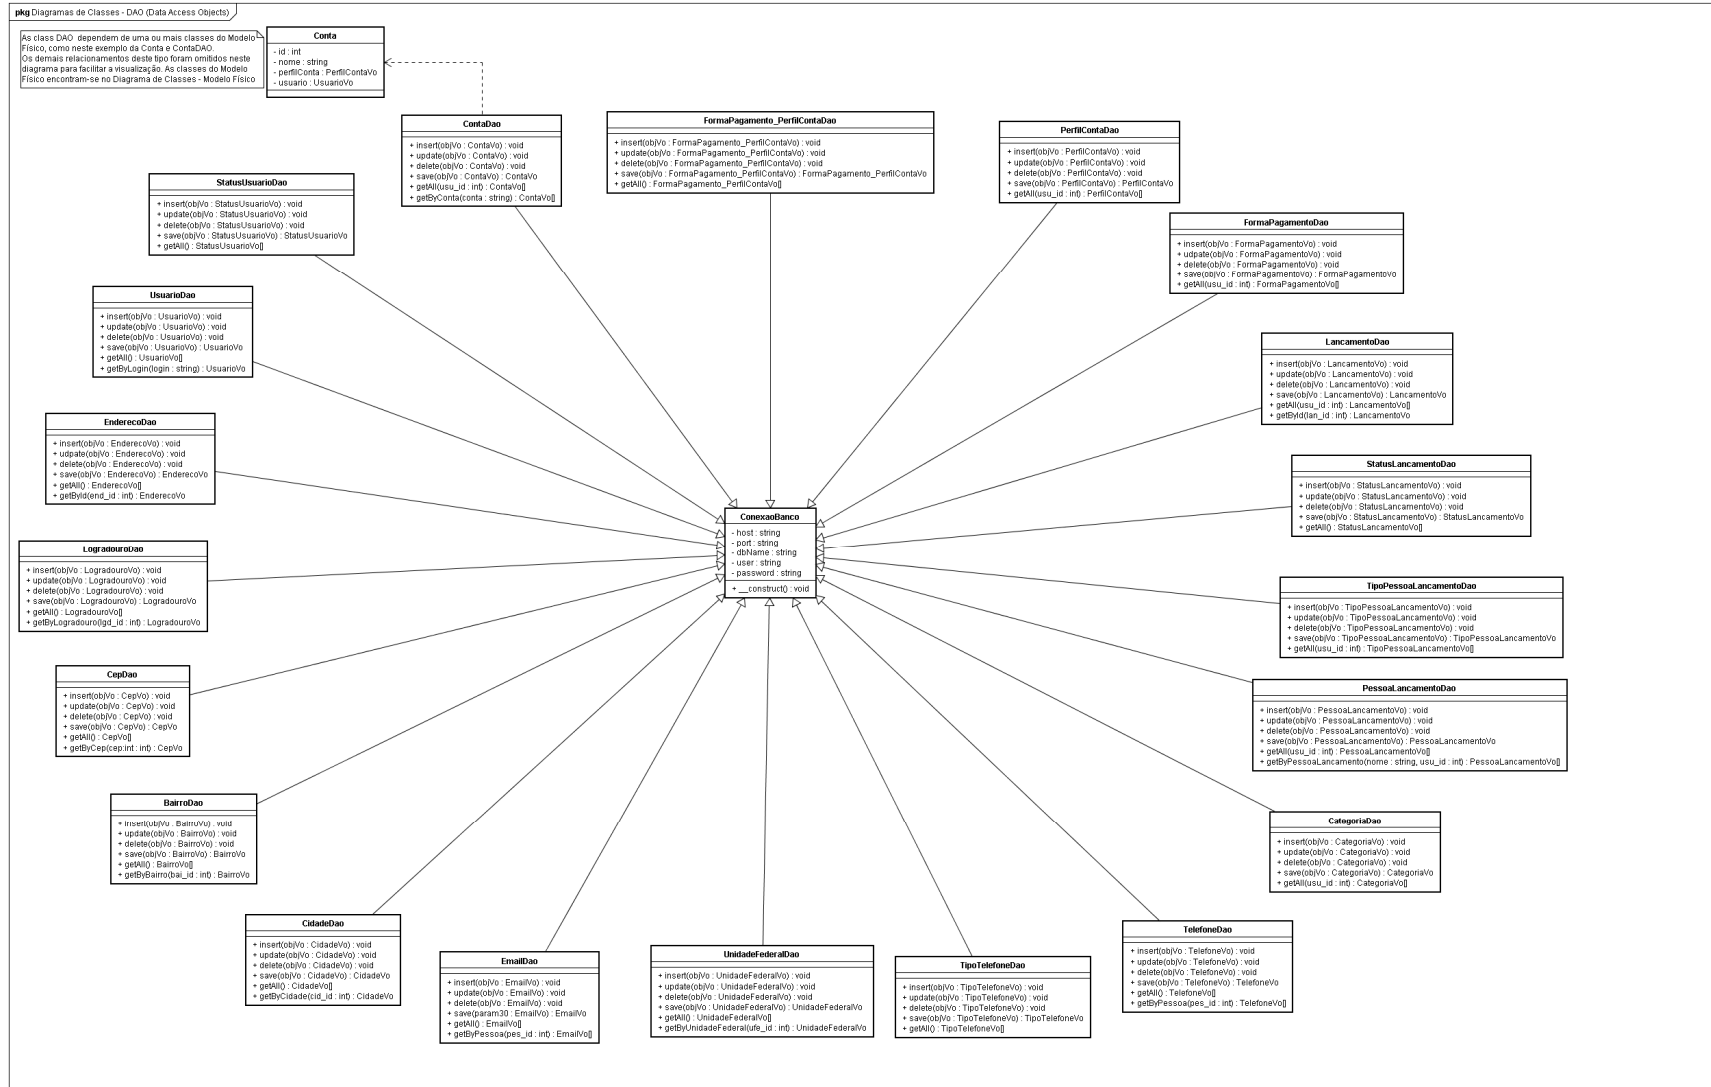 pkg Diagramas de Classes - DAO (Data Access Objects)
As class DAO dependem de uma ou mais classes do Modelo
Físico, como neste exemplo da Conta e ContaDAO.
Os demais relacionamentos deste tipo foram omitidos neste
diagrama para facilitar a visualização. As classes do Modelo
Físico encontram-se no Diagrama de Classes - Modelo Físico
Conta
- id : int
- nome : string
- perfilConta : PerfilContaVo
- usuario : UsuarioVo
ContaDao
+ insert(objVo : ContaVo) : void
+ update(objVo : ContaVo) : void
+ delete(objVo : ContaVo) : void
+ save(objVo : ContaVo) : ContaVo
+ getAll(usu_id : int) : ContaVo[]
+ getByConta(conta : string) : ContaVo[]
FormaPagamento_PerfilContaDao
+ insert(objVo : FormaPagamento_PerfilContaVo) : void
+ update(objVo : FormaPagamento_PerfilContaVo) : void
+ delete(objVo : FormaPagamento_PerfilContaVo) : void
+ save(objVo : FormaPagamento_PerfilContaVo) : FormaPagamento_PerfilContaVo
+ getAll() : FormaPagamento_PerfilContaVo[]
PerfilContaDao
+ insert(objVo : PerfilContaVo) : void
+ update(objVo : PerfilContaVo) : void
+ delete(objVo : PerfilContaVo) : void
+ save(objVo : PerfilContaVo) : PerfilContaVo
+ getAll(usu_id : int) : PerfilContaVo[]
StatusUsuarioDao
+ insert(objVo : StatusUsuarioVo) : void
+ update(objVo : StatusUsuarioVo) : void
+ delete(objVo : StatusUsuarioVo) : void
+ save(objVo : StatusUsuarioVo) : StatusUsuarioVo
+ getAll() : StatusUsuarioVo[]
FormaPagamentoDao
+ insert(objVo : FormaPagamentoVo) : void
+ udpate(objVo : FormaPagamentoVo) : void
+ delete(objVo : FormaPagamentoVo) : void
+ save(objVo : FormaPagamentoVo) : FormaPagamentoVo
+ getAll(usu_id : int) : FormaPagamentoVo[]
UsuarioDao
+ insert(objVo : UsuarioVo) : void
+ update(objVo : UsuarioVo) : void
+ delete(objVo : UsuarioVo) : void
+ save(objVo : UsuarioVo) : UsuarioVo
+ getAll() : UsuarioVo[]
+ getByLogin(login : string) : UsuarioVo
LancamentoDao
+ insert(objVo : LancamentoVo) : void
+ update(objVo : LancamentoVo) : void
+ delete(objVo : LancamentoVo) : void
+ save(objVo : LancamentoVo) : LancamentoVo
+ getAll(usu_id : int) : LancamentoVo[]
+ getById(lan_id : int) : LancamentoVo
EnderecoDao
+ insert(objVo : EnderecoVo) : void
+ udpate(objVo : EnderecoVo) : void
+ delete(objVo : EnderecoVo) : void
+ save(objVo : EnderecoVo) : EnderecoVo
+ getAll() : EnderecoVo[]
+ getById(end_id : int) : EnderecoVo
StatusLancamentoDao
+ insert(objVo : StatusLancamentoVo) : void
+ update(objVo : StatusLancamentoVo) : void
+ delete(objVo : StatusLancamentoVo) : void
+ save(objVo : StatusLancamentoVo) : StatusLancamentoVo
+ getAll() : StatusLancamentoVo[]
ConexaoBanco
- host : string
- port : string
- dbName : string
- user : string
- password : string
+ __construct() : void
LogradouroDao
+ insert(objVo : LogradouroVo) : void
+ update(objVo : LogradouroVo) : void
+ delete(objVo : LogradouroVo) : void
+ save(objVo : LogradouroVo) : LogradouroVo
+ getAll() : LogradouroVo[]
+ getByLogradouro(lgd_id : int) : LogradouroVo
TipoPessoaLancamentoDao
+ insert(objVo : TipoPessoaLancamentoVo) : void
+ update(objVo : TipoPessoaLancamentoVo) : void
+ delete(objVo : TipoPessoaLancamentoVo) : void
+ save(objVo : TipoPessoaLancamentoVo) : TipoPessoaLancamentoVo
+ getAll(usu_id : int) : TipoPessoaLancamentoVo[]
CepDao
+ insert(objVo : CepVo) : void
+ update(objVo : CepVo) : void
+ delete(objVo : CepVo) : void
+ save(objVo : CepVo) : CepVo
+ getAll() : CepVo[]
+ getByCep(cep:int : int) : CepVo
PessoaLancamentoDao
+ insert(objVo : PessoaLancamentoVo) : void
+ update(objVo : PessoaLancamentoVo) : void
+ delete(objVo : PessoaLancamentoVo) : void
+ save(objVo : PessoaLancamentoVo) : PessoaLancamentoVo
+ getAll(usu_id : int) : PessoaLancamentoVo[]
+ getByPessoaLancamento(nome : string, usu_id : int) : PessoaLancamentoVo[]
BairroDao
+ insert(objVo : BairroVo) : void
+ update(objVo : BairroVo) : void
+ delete(objVo : BairroVo) : void
+ save(objVo : BairroVo) : BairroVo
+ getAll() : BairroVo[]
+ getByBairro(bai_id : int) : BairroVo
CategoriaDao
+ insert(objVo : CategoriaVo) : void
+ update(objVo : CategoriaVo) : void
+ delete(objVo : CategoriaVo) : void
+ save(objVo : CategoriaVo) : CategoriaVo
+ getAll(usu_id : int) : CategoriaVo[]
CidadeDao
+ insert(objVo : CidadeVo) : void
+ update(objVo : CidadeVo) : void
+ delete(objVo : CidadeVo) : void
+ save(objVo : CidadeVo) : CidadeVo
+ getAll() : CidadeVo[]
+ getByCidade(cid_id : int) : CidadeVo
EmailDao
+ insert(objVo : EmailVo) : void
+ update(objVo : EmailVo) : void
+ delete(objVo : EmailVo) : void
+ save(param30 : EmailVo) : EmailVo
+ getAll() : EmailVo[]
+ getByPessoa(pes_id : int) : EmailVo[]
UnidadeFederalDao
+ insert(objVo : UnidadeFederalVo) : void
+ update(objVo : UnidadeFederalVo) : void
+ delete(objVo : UnidadeFederalVo) : void
+ save(objVo : UnidadeFederalVo) : UnidadeFederalVo
+ getAll() : UnidadeFederalVo[]
+ getByUnidadeFederal(ufe_id : int) : UnidadeFederalVo
TipoTelefoneDao
+ insert(objVo : TipoTelefoneVo) : void
+ update(objVo : TipoTelefoneVo) : void
+ delete(objVo : TipoTelefoneVo) : void
+ save(objVo : TipoTelefoneVo) : TipoTelefoneVo
+ getAll() : TipoTelefoneVo[]
TelefoneDao
+ insert(objVo : TelefoneVo) : void
+ update(objVo : TelefoneVo) : void
+ delete(objVo : TelefoneVo) : void
+ save(objVo : TelefoneVo) : TelefoneVo
+ getAll() : TelefoneVo[]
+ getByPessoa(pes_id : int) : TelefoneVo[]